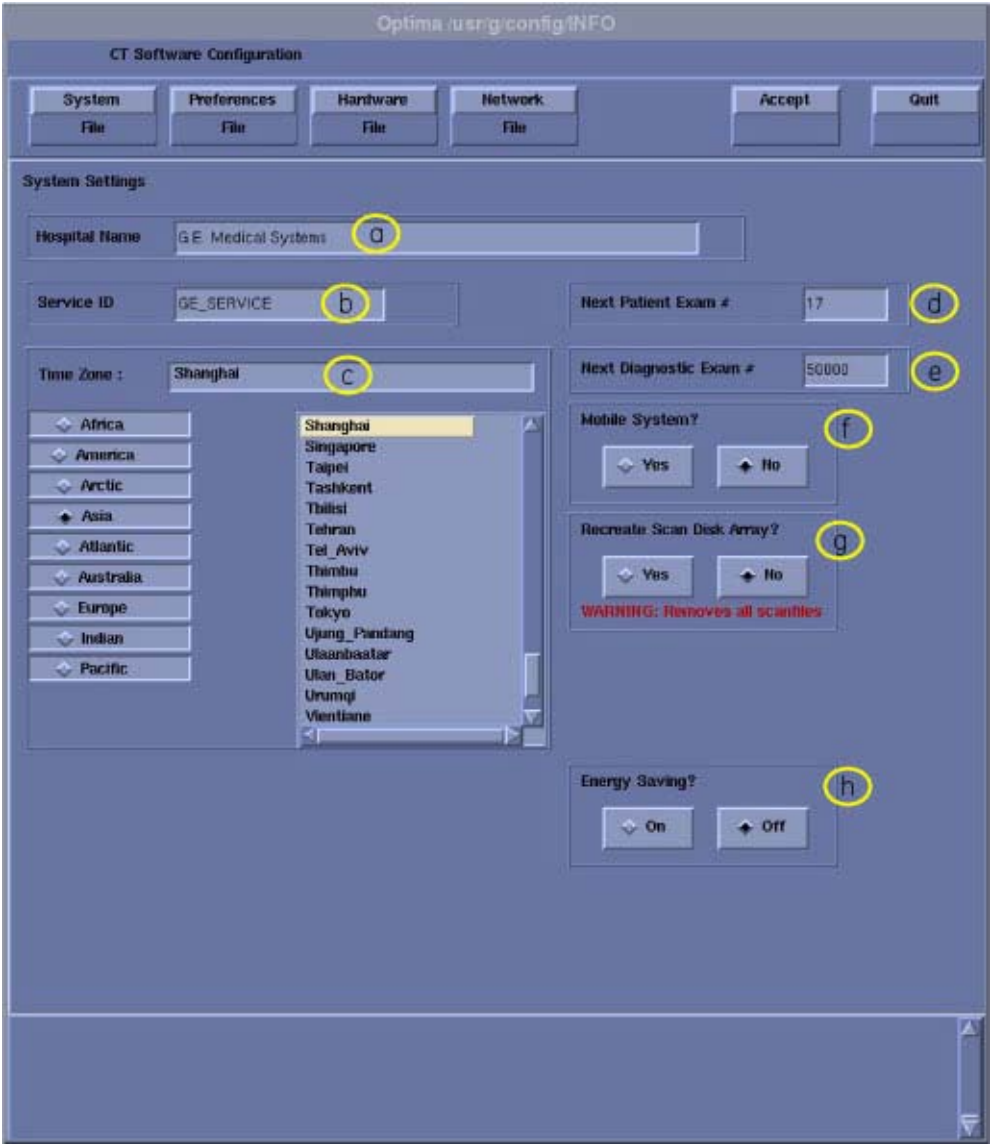 Optima /usr/g/config/INFO
CT Software Configuration
System Preferences Hardware Network Accept Quit
File File File File
System Settings
Hospital Name G.E. Medical Systems a
Service ID GE_SERVICE b
Next Patient Exam # 17 d
Time Zone : Shanghai c
Next Diagnostic Exam # 50000 e
Africa
America
Arctic
Asia
Atlantic
Australia
Europe
Indian
Pacific
Shanghai
Singapore
Taipei
Tashkent
Tbilisi
Tehran
Tel_Aviv
Thimbu
Thimphu
Tokyo
Ujung_Pandang
Ulaanbaatar
Ulan_Bator
Urumqi
Vientiane
Mobile System? f
Yes No
Recreate Scan Disk Array? g
Yes No
WARNING: Removes all scanfiles
Energy Saving? h
On Off